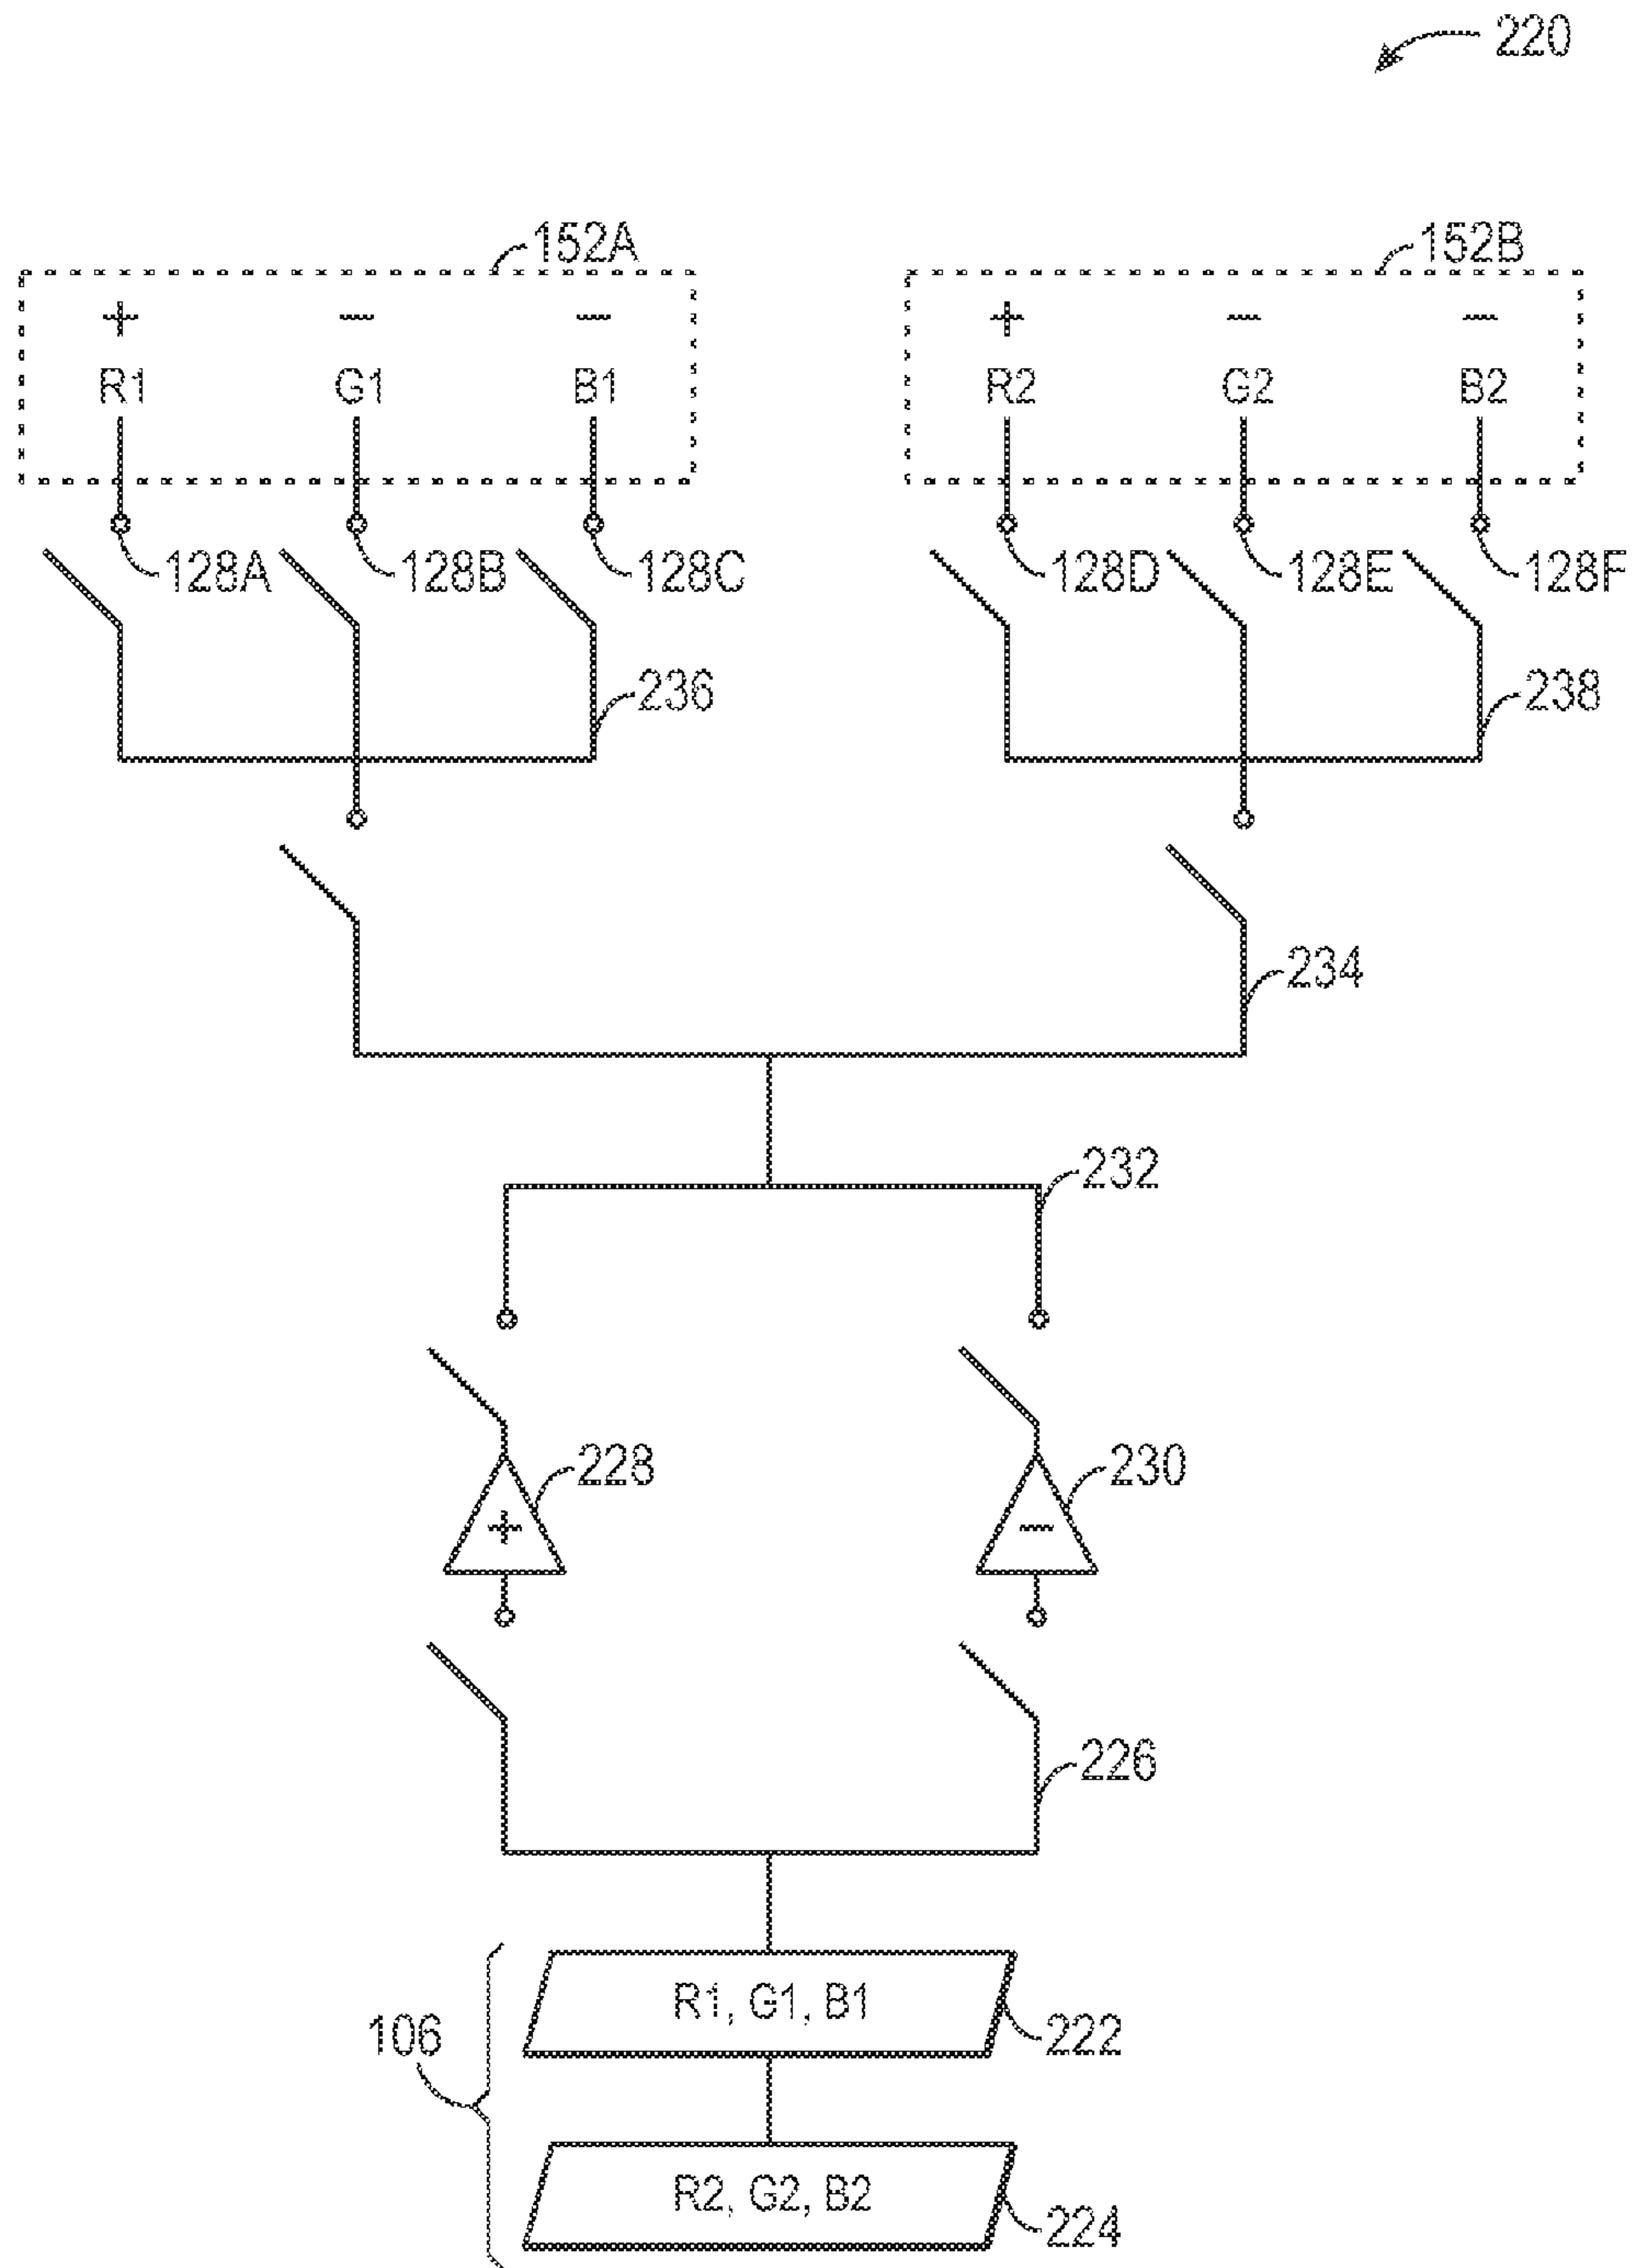 220
152A 152B
+ − − + − −
R1 G1 B1 R2 G2 B2
128A 128B 128C 128D 128E 128F
236 238
234
232
228 230
+ −
226
R1, G1, B1
106 222
R2, G2, B2
224